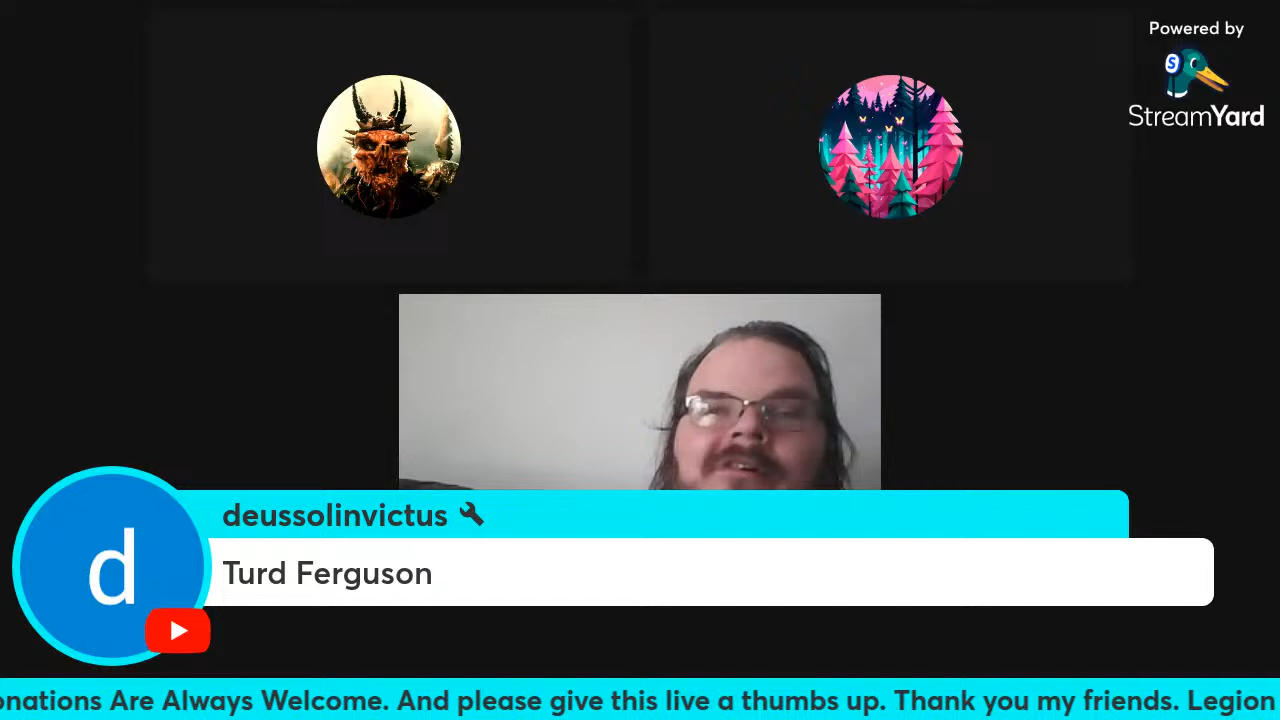 Powered by
S
StreamYard
deussolinvictus
d
Turd Ferguson
onations Are Always Welcome. And please give this live a thumbs up. Thank you my friends. Legion